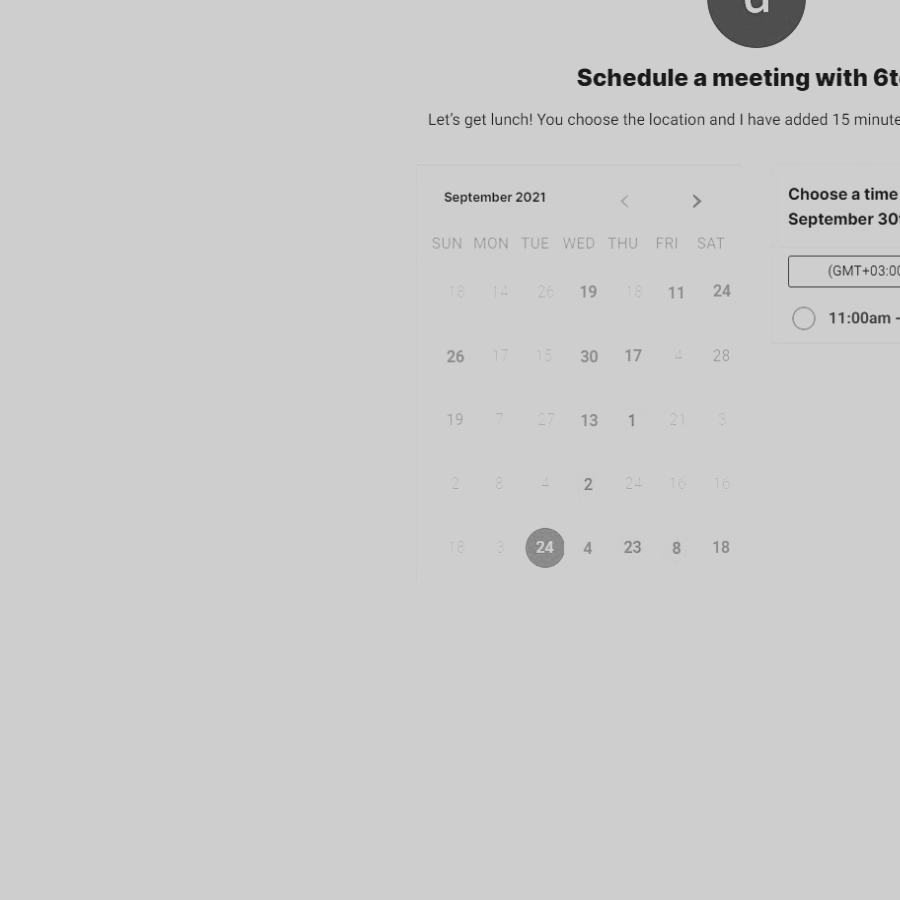 d
Schedule a meeting with 6t
Let's get lunch! You choose the location and I have added 15 minute
September 2021
SUN MON TUE WED THU FRI SAT
18 14 26 19 18 11 24
26 17 15 30 17 4 28
19 7 27 13 1 21 3
2 8 4 2 24 16 16
18 3 24 4 23 8 18
Choose a time
September 30
(GMT+03:00
11:00am -